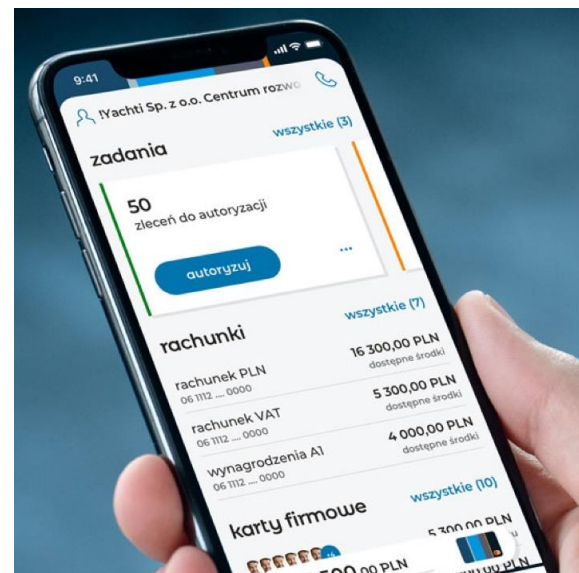 9:41
!Yachti Sp. z o.o. Centrum rozwo
zadania
wszystkie (3)
50
zleceń do autoryzacji
autoryzuj
...
rachunki
wszystkie (7)
rachunek PLN
16 300,00 PLN
06 1112 .... 0000
dostępne środki
rachunek VAT
5 300,00 PLN
06 1112 .... 0000
dostępne środki
wynagrodzenia A1
4 000,00 PLN
06 1112 .... 0000
dostępne środki
karty firmowe
wszystkie (10)
5 300,00 PLN
00 PLN